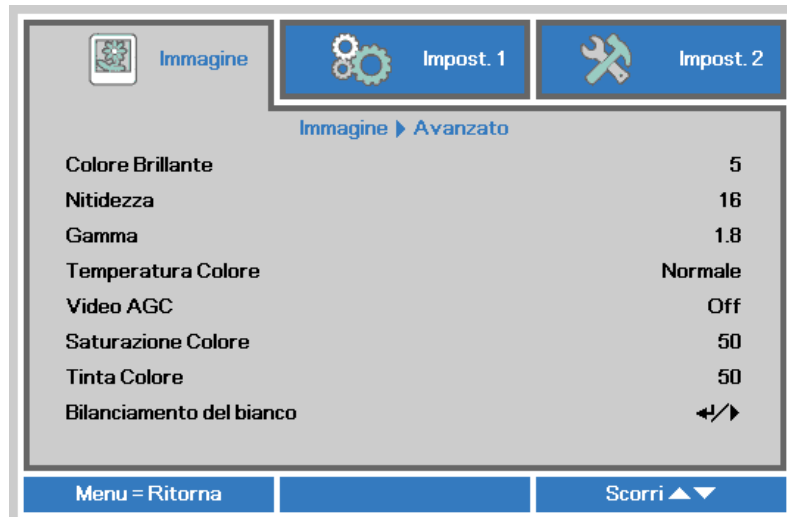 Immagine Impost. 1 Impost. 2
Immagine Avanzato
Colore Brillante 5
Nitidezza 16
Gamma 1.8
Temperatura Colore Normale
Video AGC Off
Saturazione Colore 50
Tinta Colore 50
Bilanciamento del bianco
Menu = Ritorna Scorri